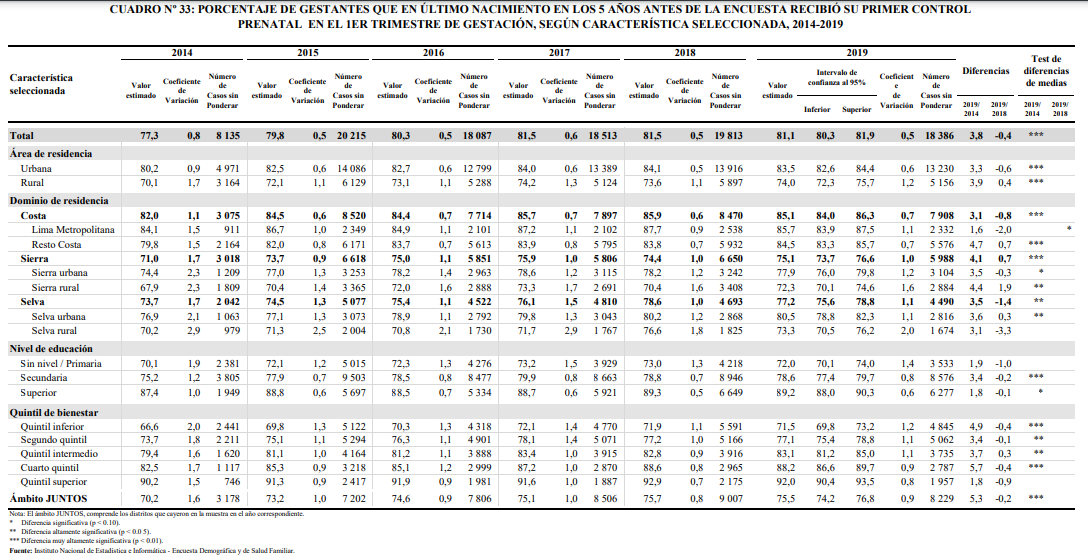 CUADRO N° 33: PORCENTAJE DE GESTANTES QUE EN ÚLTIMO NACIMIENTO EN LOS 5 AÑOS ANTES DE LA ENCUESTA RECIBIÓ SU PRIMER CONTROL
PRENATAL EN EL 1ER TRIMESTRE DE GESTACIÓN, SEGÚN CARACTERÍSTICA SELECCIONADA, 2014-2019
Característica seleccionada
2014 2015 2016 2017 2018 2019 Diferencias Test de diferencias de medias
Valor estimado Coeficiente de Variación Número de Casos sin Ponderar Valor estimado Coeficiente de Variación Número de Casos sin Ponderar Valor estimado Coeficiente de Variación Número de Casos sin Ponderar Valor estimado Coeficiente de Variación Número de Casos sin Ponderar Valor estimado Coeficiente de Variación Número de Casos sin Ponderar Valor estimado Intervalo de confianza al 95% Inferior Superior Coeficient e de Variación Número de Casos sin Ponderar 2019/ 2014 2019/ 2018 2019/ 2014 2019/ 2018
Total 77,3 0,8 8 135 79,8 0,5 20 215 80,3 0,5 18 087 81,5 0,6 18 513 81,5 0,5 19 813 81,1 80,3 81,9 0,5 18 386 3,8 -0,4 ***
Área de residencia
Urbana 80,2 0,9 4 971 82,5 0,6 14 086 82,7 0,6 12 799 84,0 0,6 13 389 84,1 0,5 13 916 83,5 82,6 84,4 0,6 13 230 3,3 -0,6 ***
Rural 70,1 1,7 3 164 72,1 1,1 6 129 73,1 1,1 5 288 74,2 1,3 5 124 73,6 1,1 5 897 74,0 72,3 75,7 1,2 5 156 3,9 0,4 ***
Dominio de residencia
Costa 82,0 1,1 3 075 84,5 0,6 8 520 84,4 0,7 7 714 85,7 0,7 7 897 85,9 0,6 8 470 85,1 84,0 86,3 0,7 7 908 3,1 -0,8 ***
Lima Metropolitana 84,1 1,5 911 86,7 1,0 2 349 84,9 1,1 2 101 87,2 1,1 2 102 87,7 0,9 2 538 85,7 83,9 87,5 1,1 2 332 1,6 -2,0 *
Resto Costa 79,8 1,5 2 164 82,0 0,8 6 171 83,7 0,7 5 613 83,9 0,8 5 795 83,8 0,7 5 932 84,5 83,3 85,7 0,7 5 576 4,7 0,7 ***
Sierra 71,0 1,7 3 018 73,7 0,9 6 618 75,0 1,1 5 851 75,9 1,0 5 806 74,4 1,0 6 650 75,1 73,7 76,6 1,0 5 988 4,1 0,7 ***
Sierra urbana 74,4 2,3 1 209 77,0 1,3 3 253 78,2 1,4 2 963 78,6 1,2 3 115 78,2 1,2 3 242 77,9 76,0 79,8 1,2 3 104 3,5 -0,3 *
Sierra rural 67,9 2,3 1 809 70,4 1,4 3 365 72,0 1,6 2 888 73,3 1,7 2 691 70,4 1,6 3 408 72,3 70,1 74,6 1,6 2 884 4,4 1,9 **
Selva 73,7 1,7 2 042 74,5 1,3 5 077 75,4 1,1 4 522 76,1 1,5 4 810 78,6 1,0 4 693 77,2 75,6 78,8 1,1 4 490 3,5 -1,4 **
Selva urbana 76,9 2,1 1 063 77,1 1,3 3 073 78,9 1,1 2 792 79,8 1,3 3 043 80,2 1,2 2 868 80,5 78,8 82,3 1,1 2 816 3,6 0,3 **
Selva rural 70,2 2,9 979 71,3 2,5 2 004 70,8 2,1 1 730 71,7 2,9 1 767 76,6 1,8 1 825 73,3 70,5 76,2 2,0 1 674 3,1 -3,3
Nivel de educación
Sin nivel / Primaria 70,1 1,9 2 381 72,1 1,2 5 015 72,3 1,3 4 276 73,2 1,5 3 929 73,0 1,3 4 218 72,0 70,1 74,0 1,4 3 533 1,9 -1,0
Secundaria 75,2 1,2 3 805 77,9 0,7 9 503 78,5 0,8 8 477 79,9 0,8 8 663 78,8 0,7 8 946 78,6 77,4 79,7 0,8 8 576 3,4 -0,2 ***
Superior 87,4 1,0 1 949 88,8 0,6 5 697 88,5 0,7 5 334 88,7 0,6 5 921 89,3 0,5 6 649 89,2 88,0 90,3 0,6 6 277 1,8 -0,1 *
Quintil de bienestar
Quintil inferior 66,6 2,0 2 441 69,8 1,3 5 122 70,3 1,3 4 318 72,1 1,4 4 770 71,9 1,1 5 591 71,5 69,8 73,2 1,2 4 845 4,9 -0,4 ***
Segundo quintil 73,7 1,8 2 211 75,1 1,1 5 294 76,3 1,1 4 901 78,1 1,4 5 071 77,2 1,0 5 166 77,1 75,4 78,8 1,1 5 062 3,4 -0,1 **
Quintil intermedio 79,4 1,6 1 620 81,1 1,0 4 164 81,2 1,1 3 888 83,4 1,0 3 915 82,8 0,9 3 916 83,1 81,2 85,0 1,1 3 735 3,7 0,3 **
Cuarto quintil 82,5 1,7 1 117 85,3 0,9 3 218 85,1 1,2 2 999 87,2 1,0 2 870 88,6 0,8 2 965 88,2 86,6 89,7 0,9 2 787 5,7 -0,4 ***
Quintil superior 90,2 1,5 746 91,3 0,9 2 417 91,9 0,9 1 981 91,6 1,0 1 887 92,9 0,7 2 175 92,0 90,4 93,5 0,8 1 957 1,8 -0,9
Ámbito JUNTOS 70,2 1,6 3 178 73,2 1,0 7 202 74,6 0,9 7 806 75,1 1,0 8 506 75,7 0,8 9 007 75,5 74,2 76,8 0,9 8 229 5,3 -0,2 ***
Nota: El ámbito JUNTOS, comprende los distritos que cayeron en la muestra en el año correspondiente.
* Diferencia significativa (p < 0.10).
** Diferencia altamente significativa (p < 0.0 5).
*** Diferencia muy altamente significativa (p < 0.01).
Fuente: Instituto Nacional de Estadística e Informática - Encuesta Demográfica y de Salud Familiar.